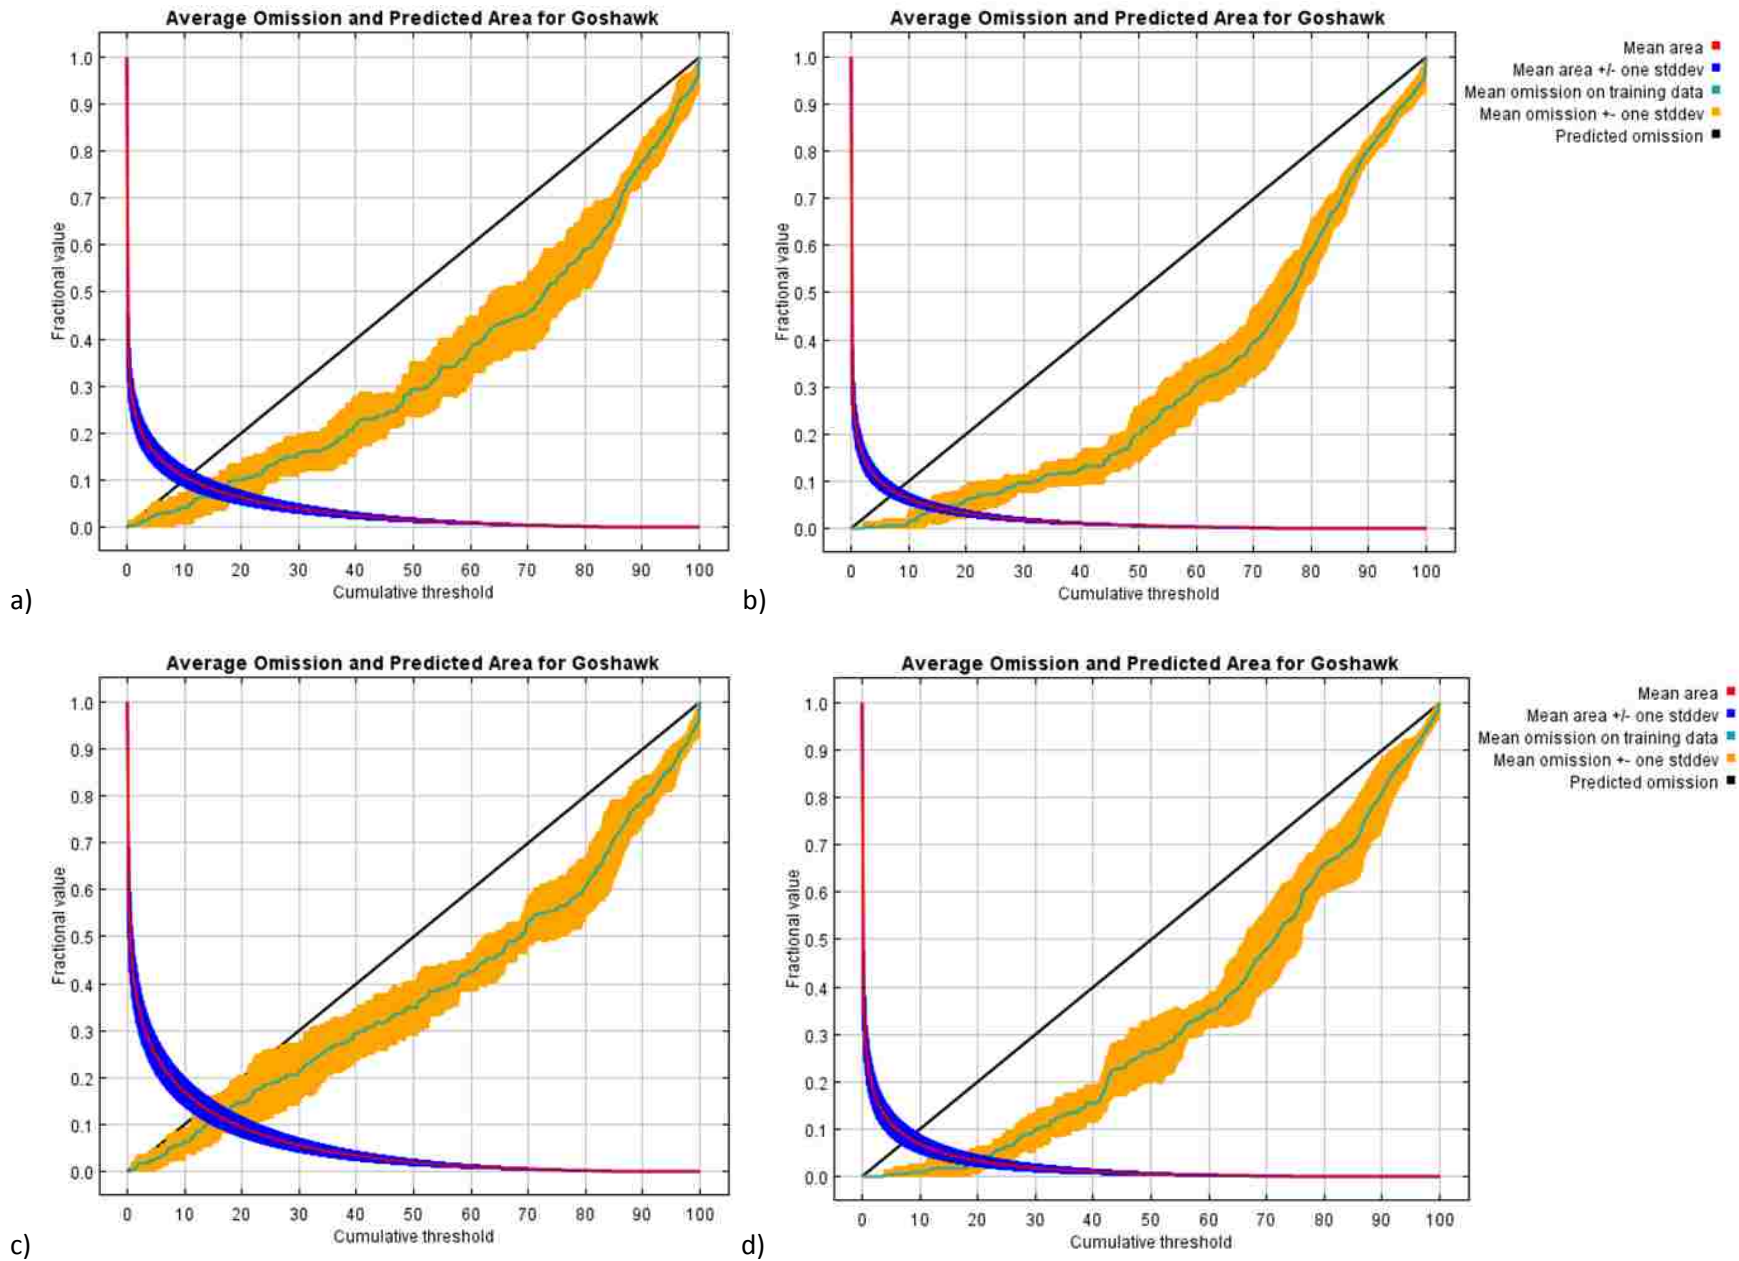 Average Omission and Predicted Area for Goshawk
1.0
0.9
0.8
0.7
0.6
0.5
0.4
0.3
0.2
0.1
0.0
Fractional value
0 10 20 30 40 50 60 70 80 90 100
Cumulative threshold
a)
Average Omission and Predicted Area for Goshawk
1.0
0.9
0.8
0.7
0.6
0.5
0.4
0.3
0.2
0.1
0.0
Fractional value
0 10 20 30 40 50 60 70 80 90 100
Cumulative threshold
b)
Mean area
Mean area +/- one stddev
Mean omission on training data
Mean omission +- one stddev
Predicted omission
Average Omission and Predicted Area for Goshawk
1.0
0.9
0.8
0.7
0.6
0.5
0.4
0.3
0.2
0.1
0.0
Fractional value
0 10 20 30 40 50 60 70 80 90 100
Cumulative threshold
c)
Average Omission and Predicted Area for Goshawk
1.0
0.9
0.8
0.7
0.6
0.5
0.4
0.3
0.2
0.1
0.0
Fractional value
0 10 20 30 40 50 60 70 80 90 100
Cumulative threshold
d)
Mean area
Mean area +/- one stddev
Mean omission on training data
Mean omission +- one stddev
Predicted omission